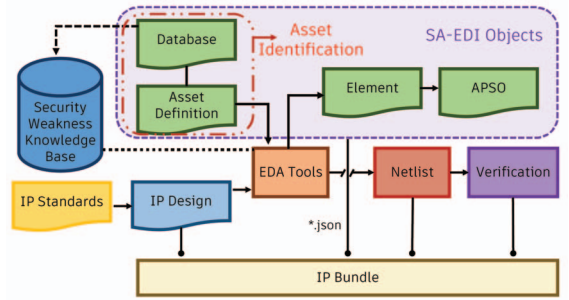 Database
Asset
Identification
SA-EDI Objects
Security
Weakness
Knowledge
Base
Asset
Definition
Element
APSO
IP Standards
IP Design
EDA Tools
Netlist
Verification
*.json
IP Bundle